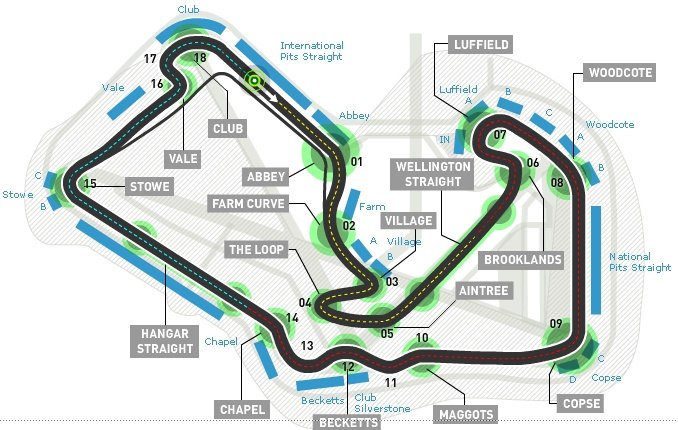 Club
International
Pits Straight
17
18
16
Vale
CLUB
VALE
Abbey
01
ABBEY
C
Stowe
B
15
STOWE
FARM CURVE
02
Farm
VILLAGE
A
Village
B
THE LOOP
03
04
AINTREE
05
LUFFIELD
WOODCOTE
Luffield
A
B
C
A
Woodcote
B
IN
07
06
08
WELLINGTON
STRAIGHT
BROOKLANDS
National
Pits Straight
HANGAR
STRAIGHT
14
Chapel
13
12
11
10
09
C
D
Copse
Becketts
Club
Silverstone
CHAPEL
BECKETTS
MAGGOTS
COPSE